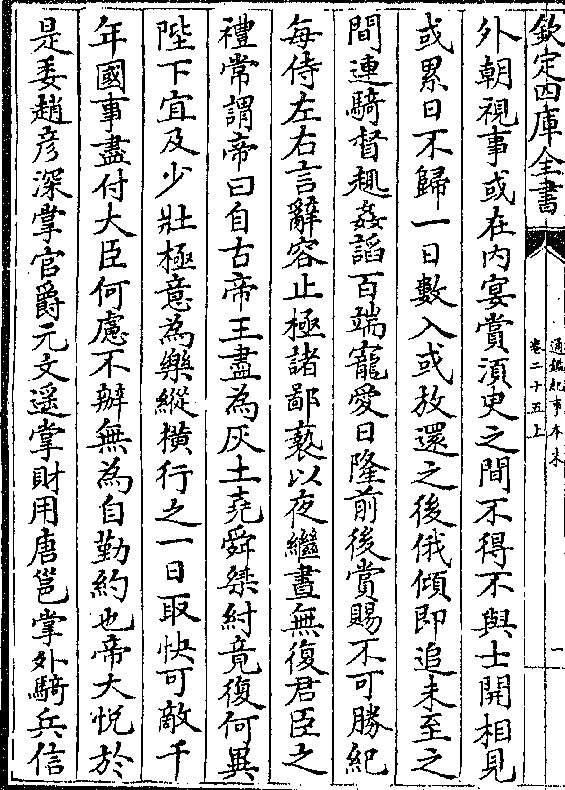 欽定四庫全書
通鑑紀事本末
卷二十五上
一
外朝視事或在内宴賞湏臾之間不得不與士開相見
或累日不歸一日數入或放還之後俄傾即追未至之
間連騎督趣姦謟百端寵愛日隆前後賞賜不可勝紀
每侍左右言辭容止極諸鄙䙝以夜繼晝無復君臣之
禮常謂帝曰自古帝王盡為灰土堯舜桀紂竟復何異
陛下宜及少壯極意為樂縱横行之一日取快可敵千
年國事盡付大臣何慮不辦無為自勤約也帝大悦於
是委趙彦深掌官爵元文遥掌財用唐邕掌外騎兵信